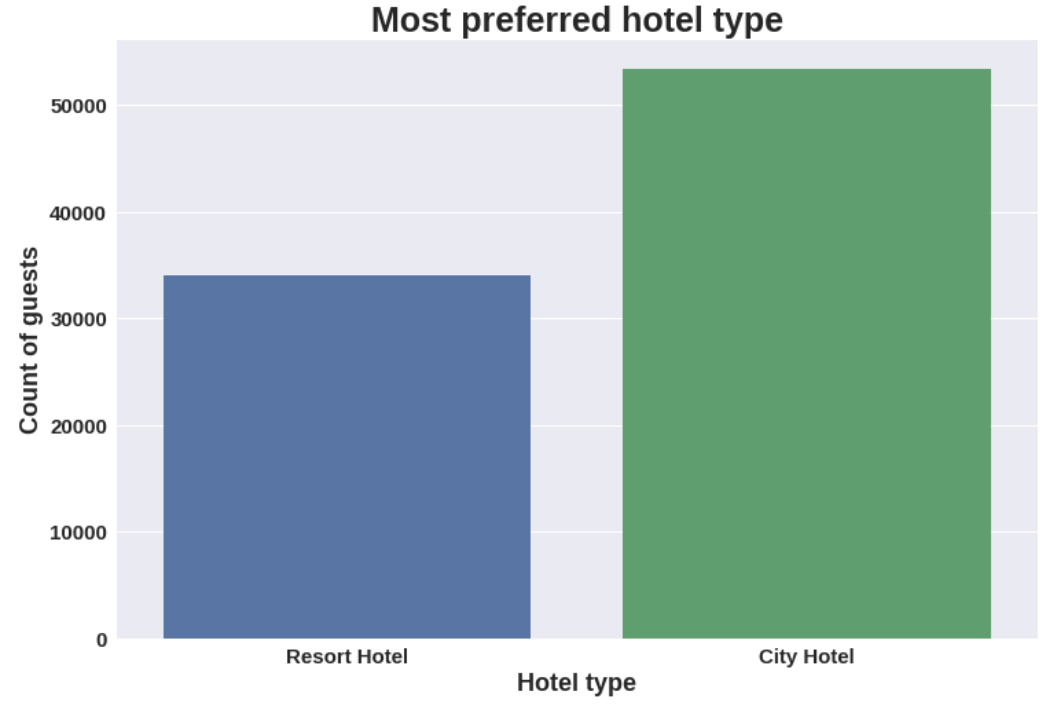 Most preferred hotel type
Count of guests
50000
40000
30000
20000
10000
0
Resort Hotel
City Hotel
Hotel type